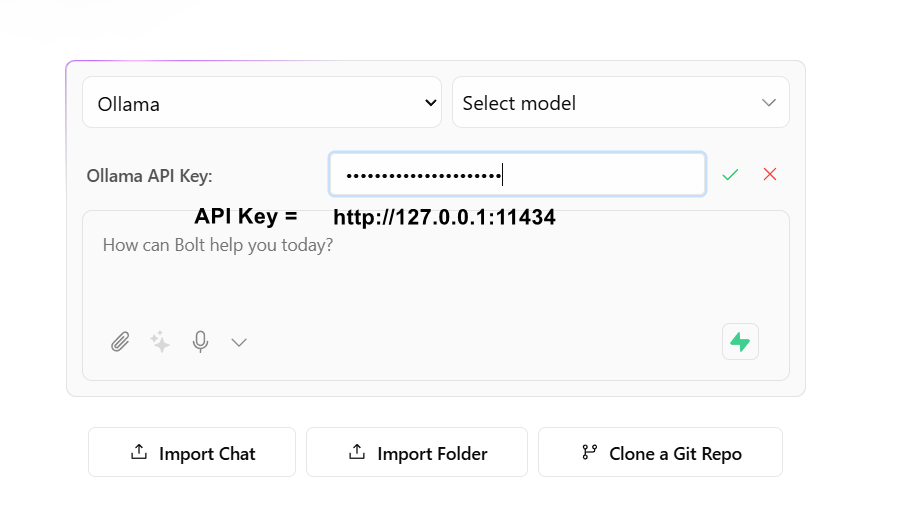 Ollama Select model
Ollama API Key: ••••••••••••••••••••••
API Key = http://127.0.0.1:11434
How can Bolt help you today?
Import Chat Import Folder Clone a Git Repo